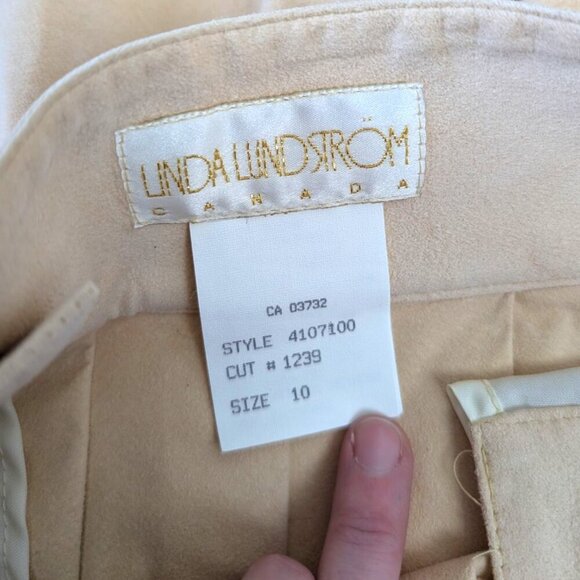 LINDA LUNDSTRÖM
CANADA
CA 03732
STYLE 4107100
CUT # 1239
SIZE 10